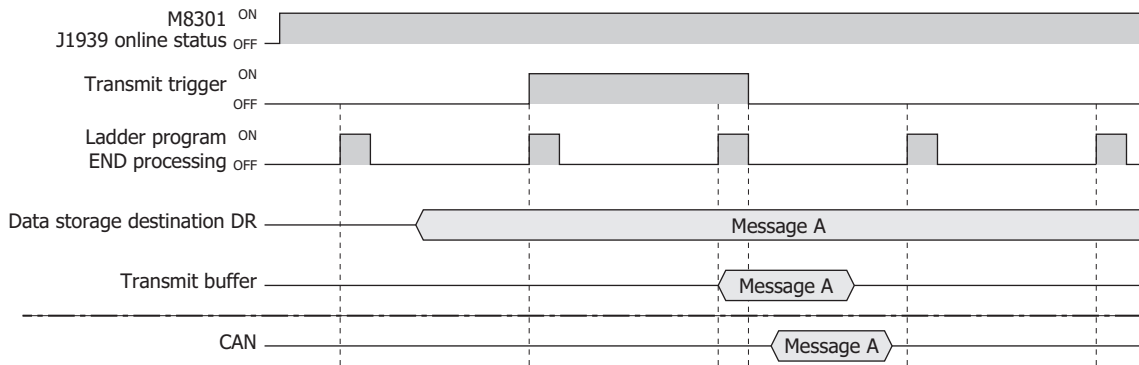 M8301 ON
J1939 online status OFF
Transmit trigger ON
OFF
Ladder program ON
END processing OFF
Data storage destination DR Message A
Transmit buffer Message A
CAN Message A